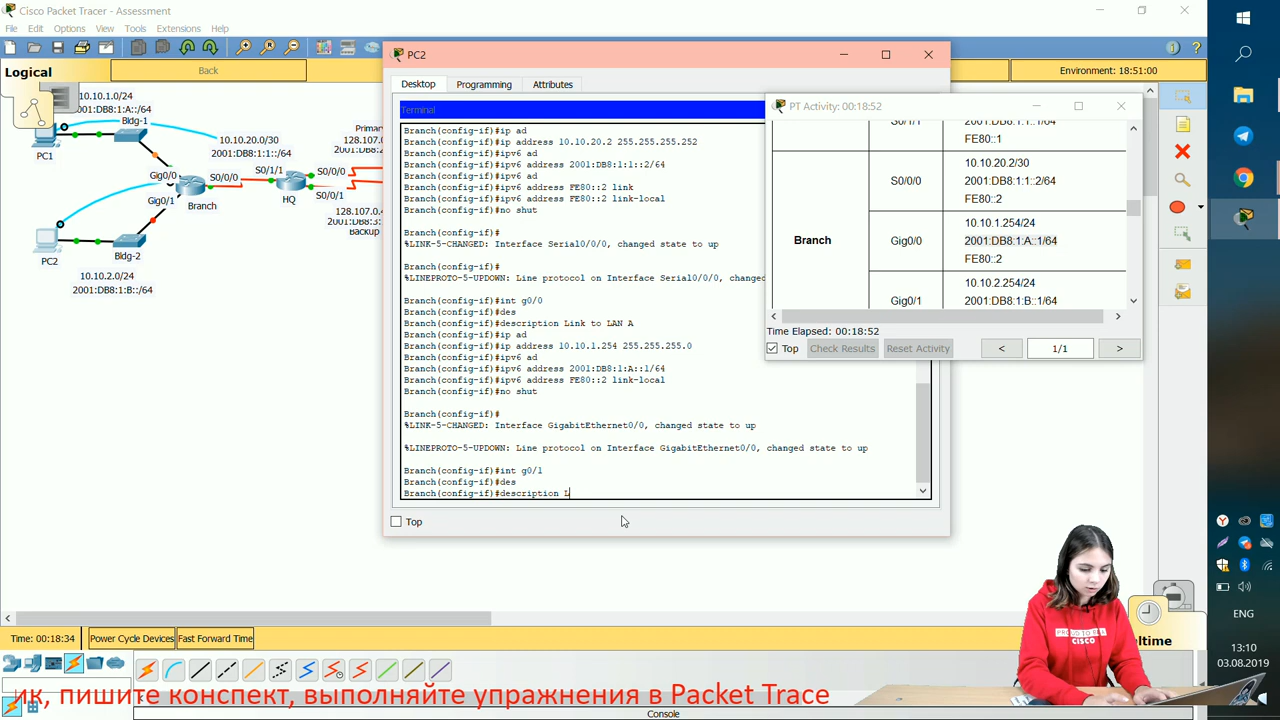 Cisco Packet Tracer - Assessment
File Edit Options View Tools Extensions Help
Logical
Back
Environment: 18:51:00
10.10.1.0/24
2001:DB8:1:A::/64
Bldg-1
PC1
10.10.20.0/30
2001:DB8:1:1::/64
Primary
Gig0/0
S0/0/0
S0/1/1
S0/0/0
HQ
S0/0/1
Gig0/1
Branch
Backup
PC2
Bldg-2
10.10.2.0/24
2001:DB8:1:B::/64
PC2
Desktop
Programming
Attributes
Terminal
Branch(config-if)#ip ad
Branch(config-if)#ip address 10.10.20.2 255.255.255.252
Branch(config-if)#ipv6 ad
Branch(config-if)#ipv6 address 2001:DB8:1:1::2/64
Branch(config-if)#ipv6 ad
Branch(config-if)#ipv6 address FE80::2 link
Branch(config-if)#ipv6 address FE80::2 link-local
Branch(config-if)#no shut
Branch(config-if)#
%LINK-5-CHANGED: Interface Serial0/0/0, changed state to up
Branch(config-if)#
%LINEPROTO-5-UPDOWN: Line protocol on Interface Serial0/0/0, changed
Branch(config-if)#int g0/0
Branch(config-if)#des
Branch(config-if)#description Link to LAN A
Branch(config-if)#ip ad
Branch(config-if)#ip address 10.10.1.254 255.255.255.0
Branch(config-if)#ipv6 ad
Branch(config-if)#ipv6 address 2001:DB8:1:A::1/64
Branch(config-if)#ipv6 address FE80::2 link-local
Branch(config-if)#no shut
Branch(config-if)#
%LINK-5-CHANGED: Interface GigabitEthernet0/0, changed state to up
%LINEPROTO-5-UPDOWN: Line protocol on Interface GigabitEthernet0/0, changed state to up
Branch(config-if)#int g0/1
Branch(config-if)#des
Branch(config-if)#description L
Top
PT Activity: 00:18:52
FE80::1
10.10.20.2/30
S0/0/0
2001:DB8:1:1::2/64
FE80::2
10.10.1.254/24
Branch
Gig0/0
2001:DB8:1:A::1/64
FE80::2
10.10.2.254/24
Gig0/1
2001:DB8:1:B::1/64
Time Elapsed: 00:18:52
Top
Check Results
Reset Activity
<
1/1
>
Time: 00:18:34
Power Cycle Devices
Fast Forward Time
Console
ENG
13:10
03.08.2019
CISCO
ик, пишите конспект, выполняйте упражнения в Packet Trace